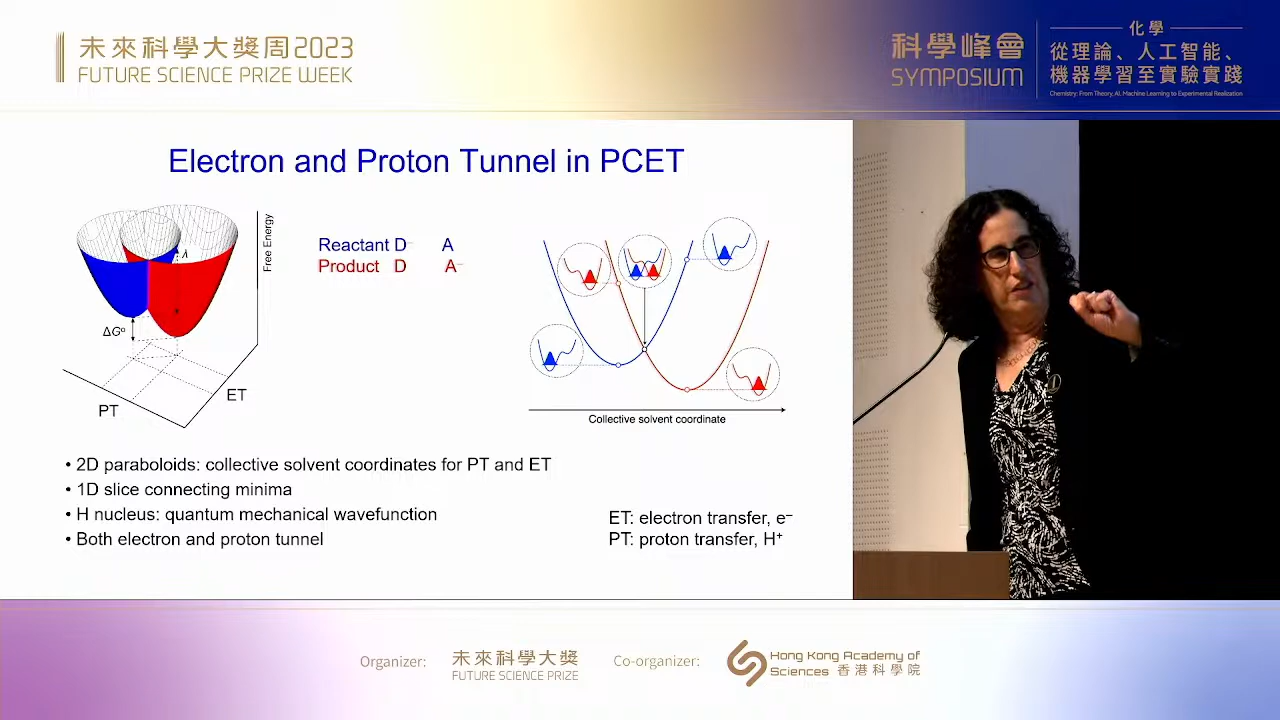 未來科學大獎周2023
FUTURE SCIENCE PRIZE WEEK
科學峰會
SYMPOSIUM
化學
從理論、人工智能、
機器學習至實驗實踐
Chemistry: From Theory, AI, Machine Learning to Experimental Realization
Electron and Proton Tunnel in PCET
Free Energy
λ
ΔG°
PT
ET
Reactant D⁻ A
Product D A⁻
Collective solvent coordinate
• 2D paraboloids: collective solvent coordinates for PT and ET
• 1D slice connecting minima
• H nucleus: quantum mechanical wavefunction
• Both electron and proton tunnel
ET: electron transfer, e⁻
PT: proton transfer, H⁺
Organizer:
未來科學大獎
FUTURE SCIENCE PRIZE
Co-organizer:
Hong Kong Academy of
Sciences 香港科學院